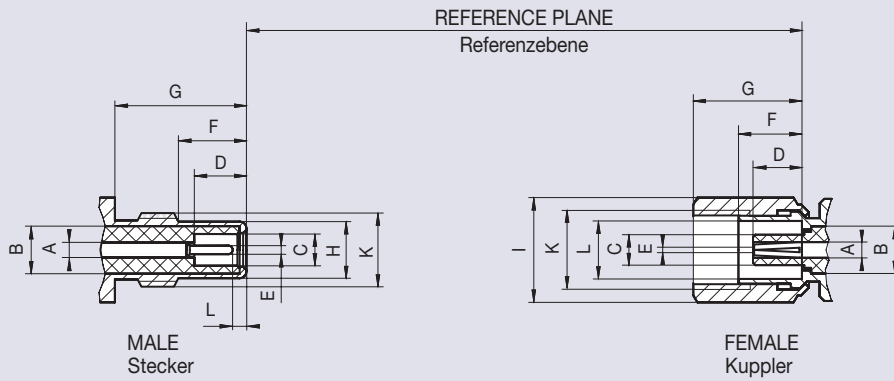 REFERENCE PLANE
Referenzebene
G
G
F
F
D
D
B
A
C
H
K
E
L
I
K
L
C
E
A
B
MALE
Stecker
FEMALE
Kuppler